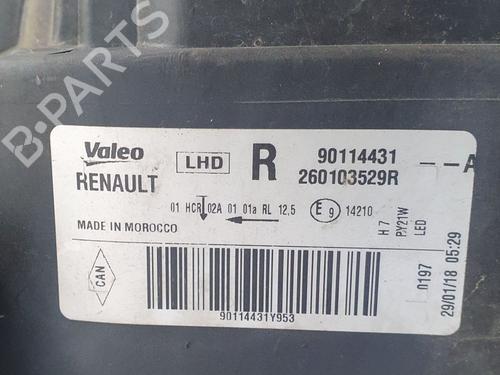 B-PARTS
Valeo LHD R 90114431 --A
RENAULT 260103529R
01 HCR 02A 01 01a RL 12,5 E9 14210
MADE IN MOROCCO
H7
PY21W
LED
CAN
0197
29/01/18 05:29
90114431Y953